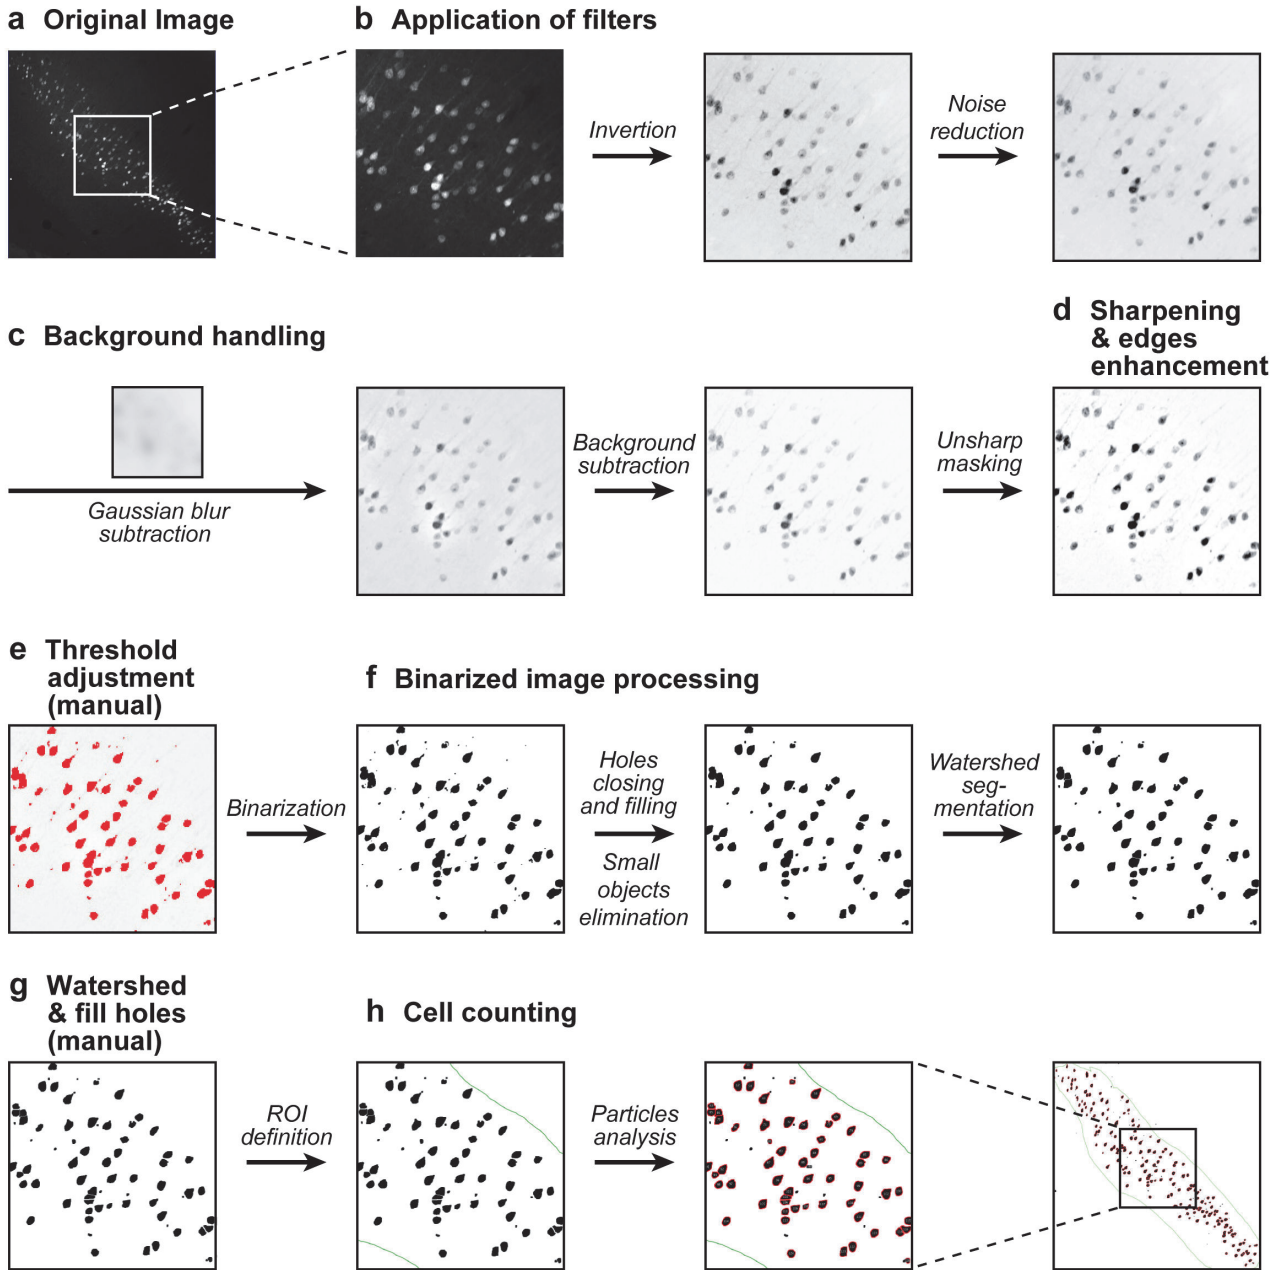 a Original Image
b Application of filters
Invertion
Noise
reduction
c Background handling
Gaussian blur
subtraction
Background
subtraction
Unsharp
masking
d Sharpening
& edges
enhancement
e Threshold
adjustment
(manual)
Binarization
f Binarized image processing
Holes
closing
and filling
Small
objects
elimination
Watershed
seg-
mentation
g Watershed
& fill holes
(manual)
ROI
definition
h Cell counting
Particles
analysis